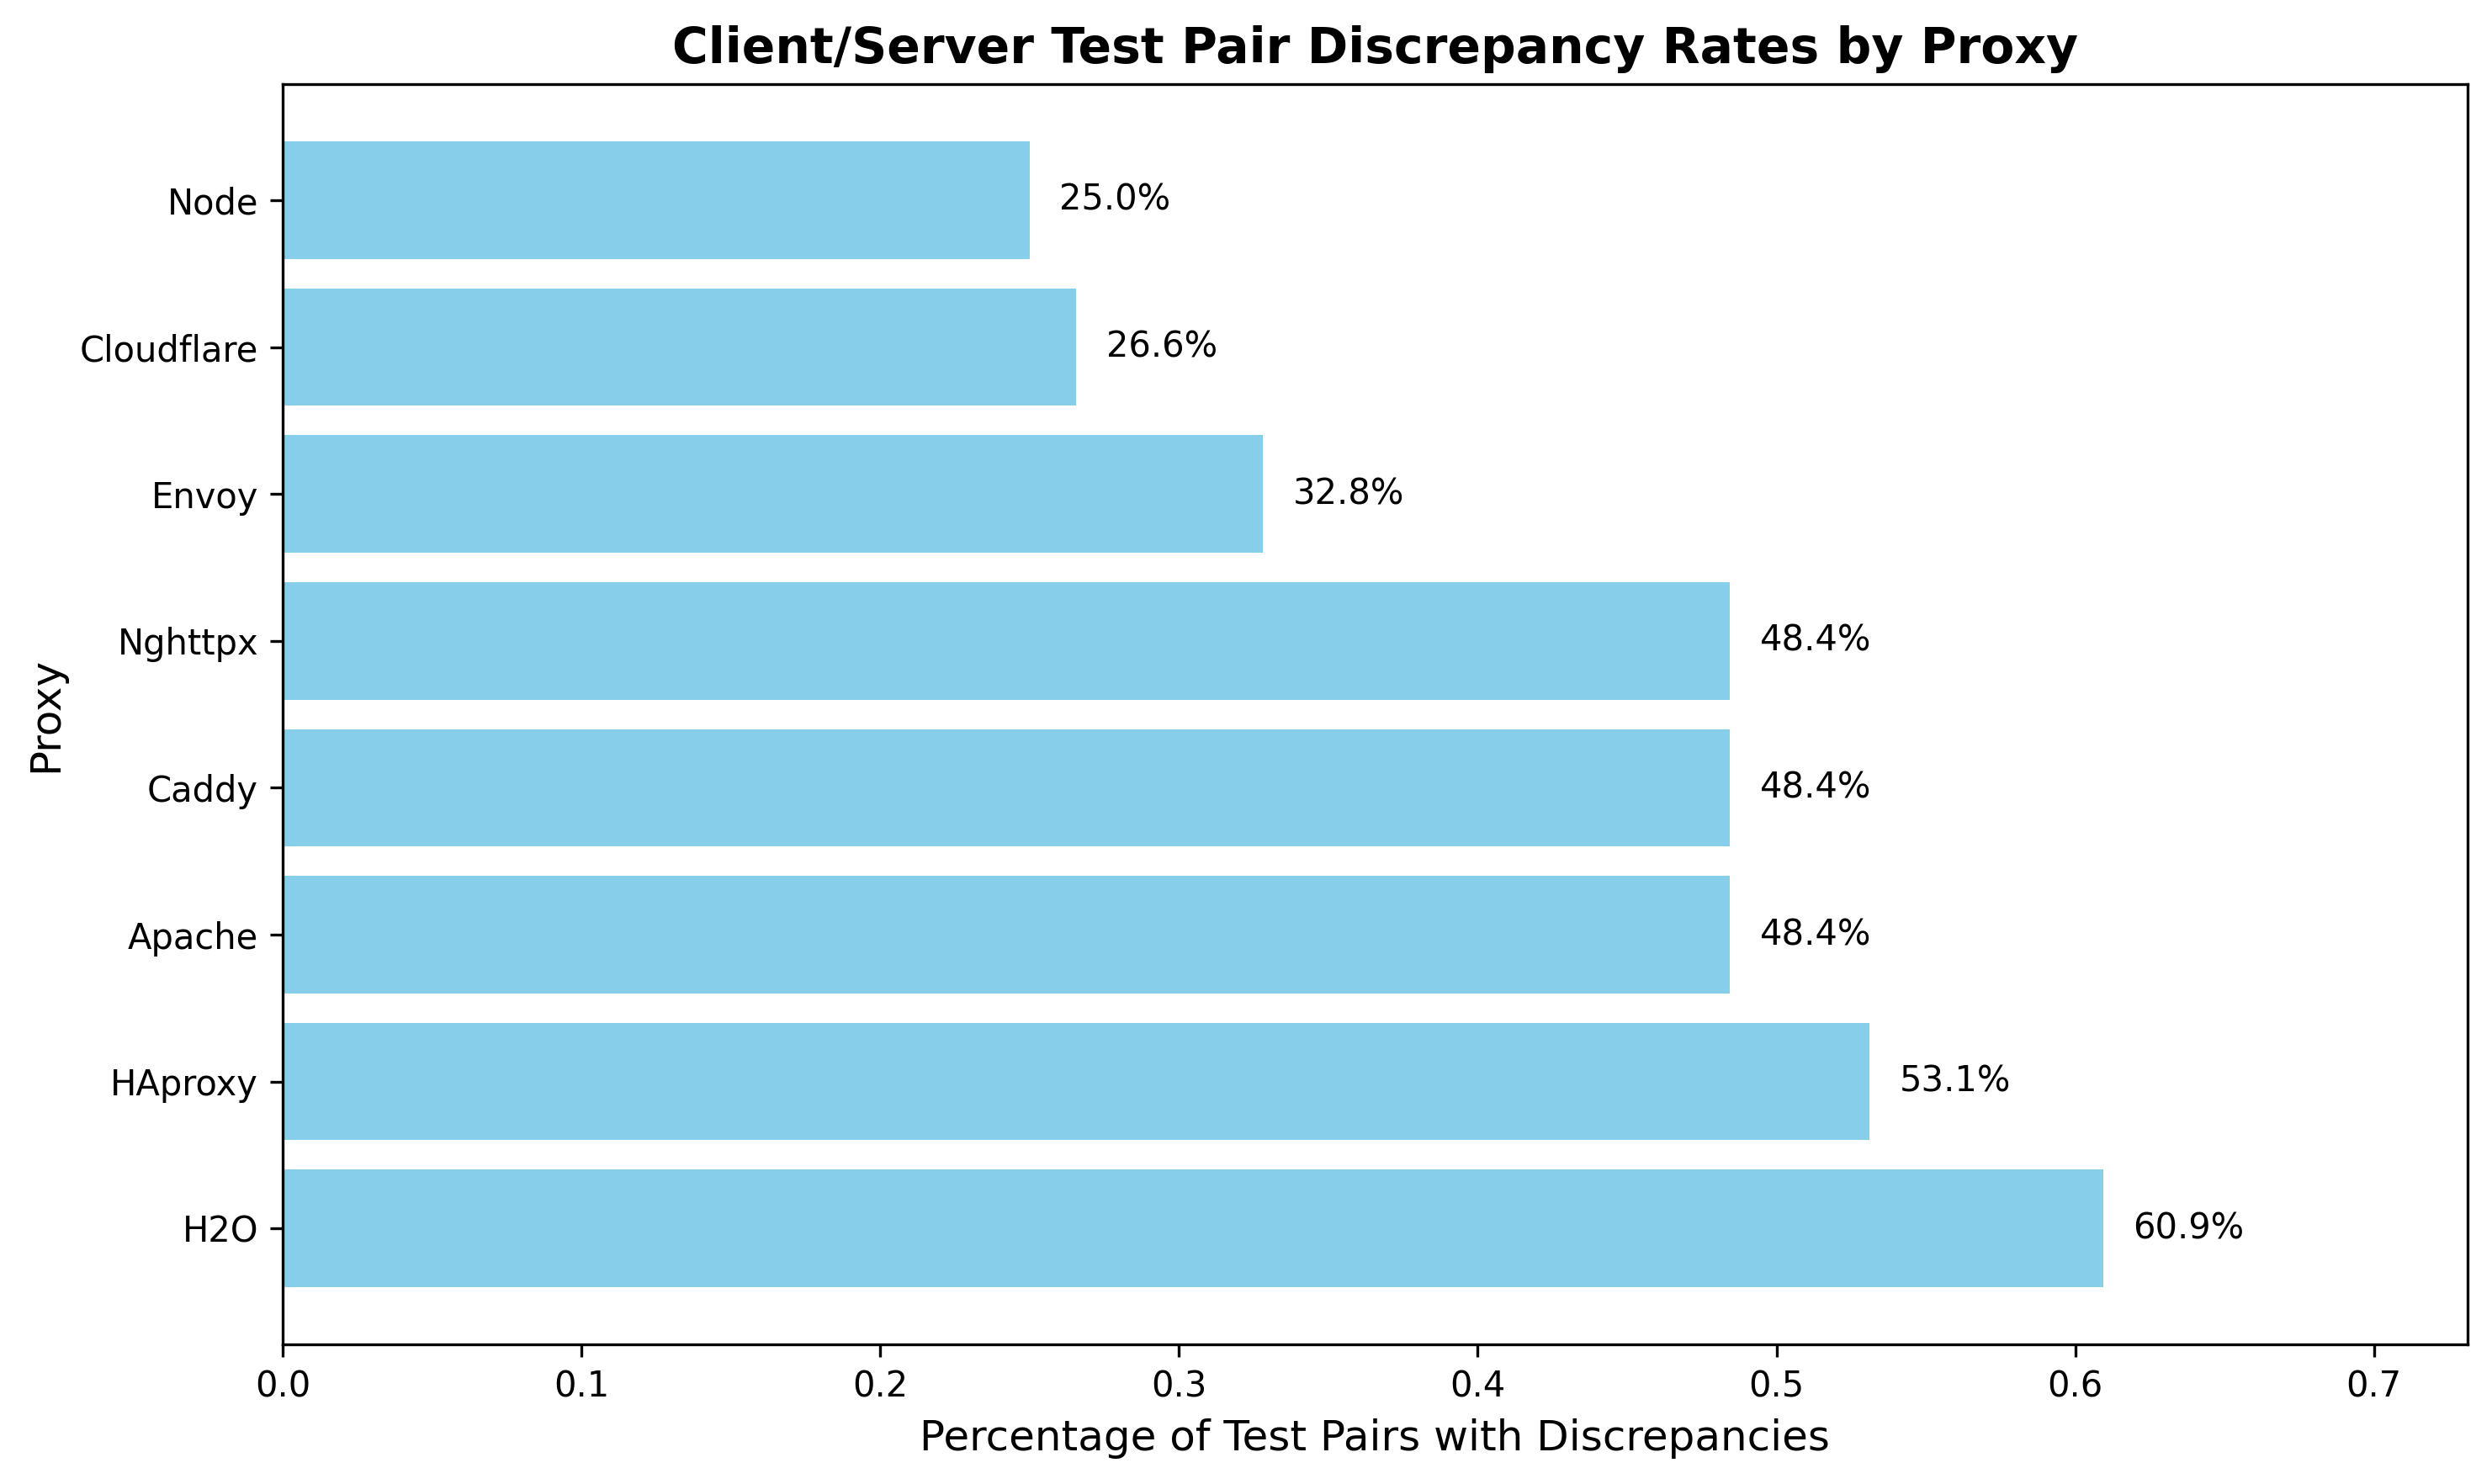 Client/Server Test Pair Discrepancy Rates by Proxy
Proxy
Node 25.0%
Cloudflare 26.6%
Envoy 32.8%
Nghttpx 48.4%
Caddy 48.4%
Apache 48.4%
HAproxy 53.1%
H2O 60.9%
0.0 0.1 0.2 0.3 0.4 0.5 0.6 0.7
Percentage of Test Pairs with Discrepancies